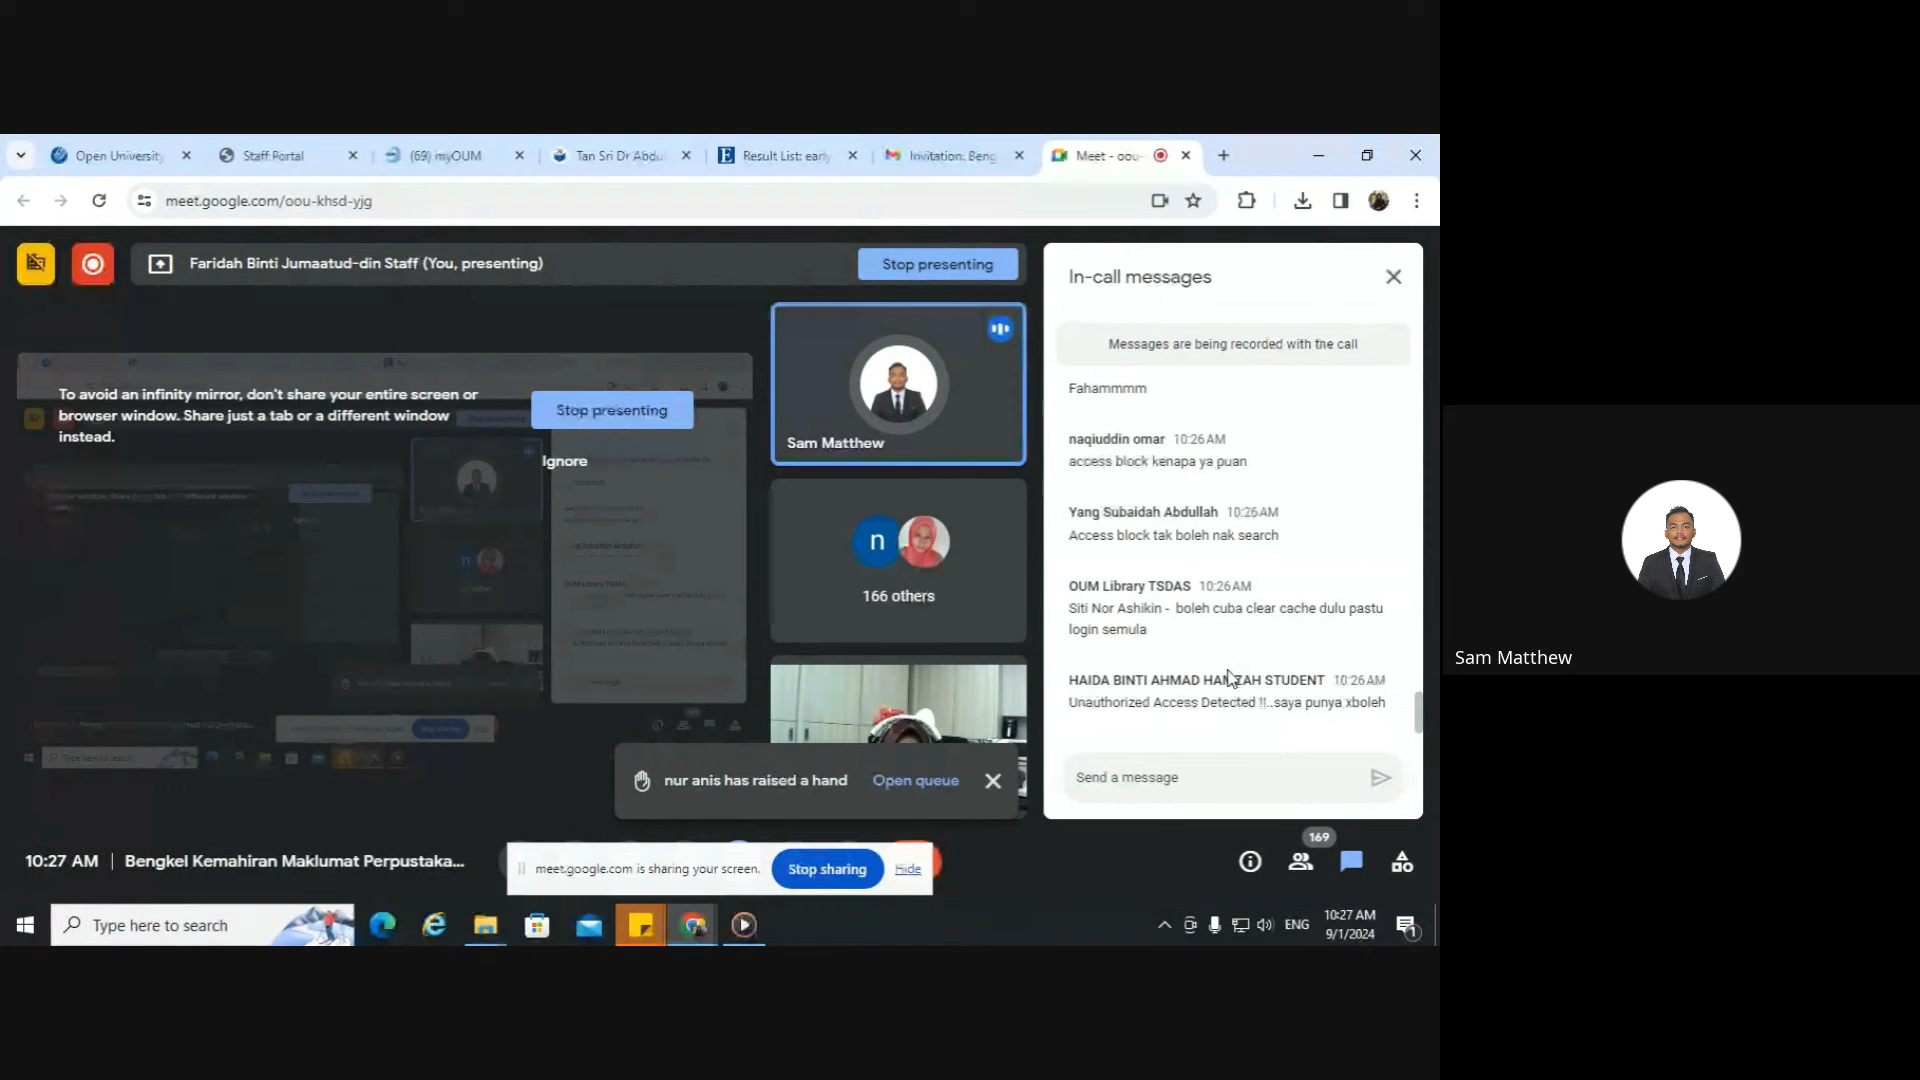 Open University
Staff Portal
(69) myOUM
Tan Sri Dr Abdu
Result List: early
Invitation: Beng
Meet - oou-
meet.google.com/oou-khsd-yjg
Faridah Binti Jumaatud-din Staff (You, presenting)
Stop presenting
To avoid an infinity mirror, don't share your entire screen or
browser window. Share just a tab or a different window
instead.
Stop presenting
Ignore
Sam Matthew
n
166 others
nur anis has raised a hand
Open queue
In-call messages
Messages are being recorded with the call
Fahammmm
naqiuddin omar 10:26 AM
access block kenapa ya puan
Yang Subaidah Abdullah 10:26 AM
Access block tak boleh nak search
OUM Library TSDAS 10:26 AM
Siti Nor Ashikin - boleh cuba clear cache dulu pastu
login semula
HAIDA BINTI AHMAD HAMZAH STUDENT 10:26 AM
Unauthorized Access Detected !!..saya punya xboleh
Send a message
10:27 AM | Bengkel Kemahiran Maklumat Perpustaka...
meet.google.com is sharing your screen.
Stop sharing
Hide
169
Type here to search
ENG
10:27 AM
9/1/2024
1
Sam Matthew